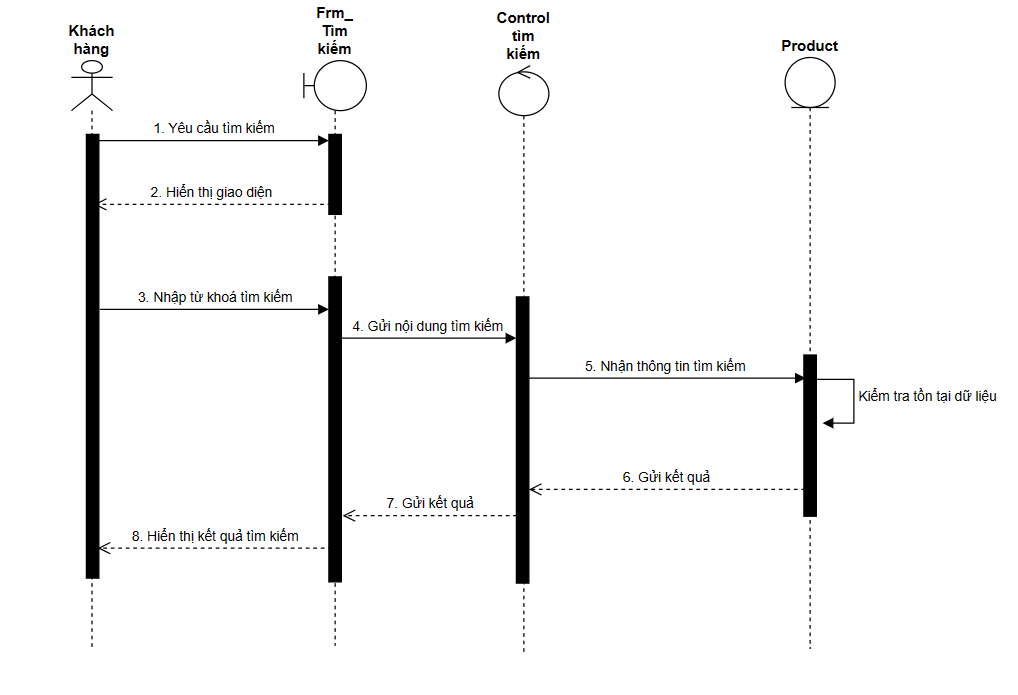 Khách
hàng
Frm_
Tìm
kiếm
Control
tìm
kiếm
Product
1. Yêu cầu tìm kiếm
2. Hiển thị giao diện
3. Nhập từ khoá tìm kiếm
4. Gửi nội dung tìm kiếm
5. Nhận thông tin tìm kiếm
Kiểm tra tồn tại dữ liệu
6. Gửi kết quả
7. Gửi kết quả
8. Hiển thị kết quả tìm kiếm